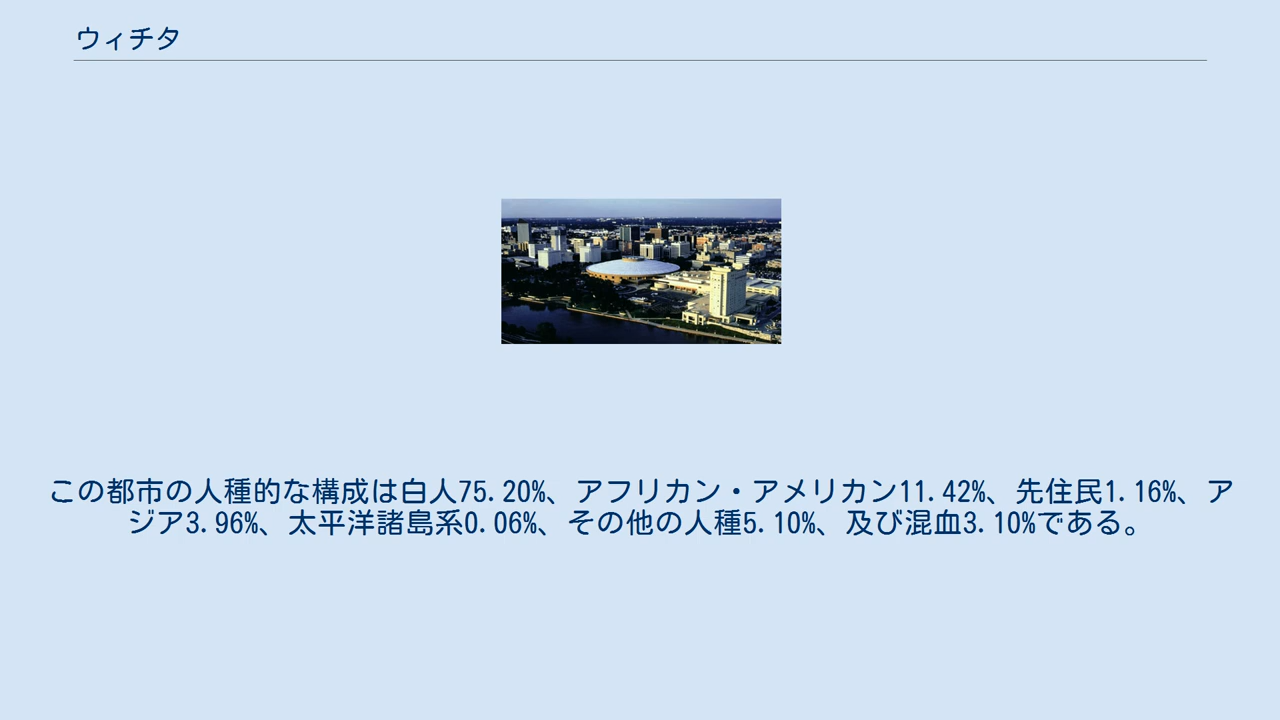 ウィチタ
この都市の人種的な構成は白人75.20%、アフリカン・アメリカン11.42%、先住民1.16%、ア
ジア3.96%、太平洋諸島系0.06%、その他の人種5.10%、及び混血3.10%である。